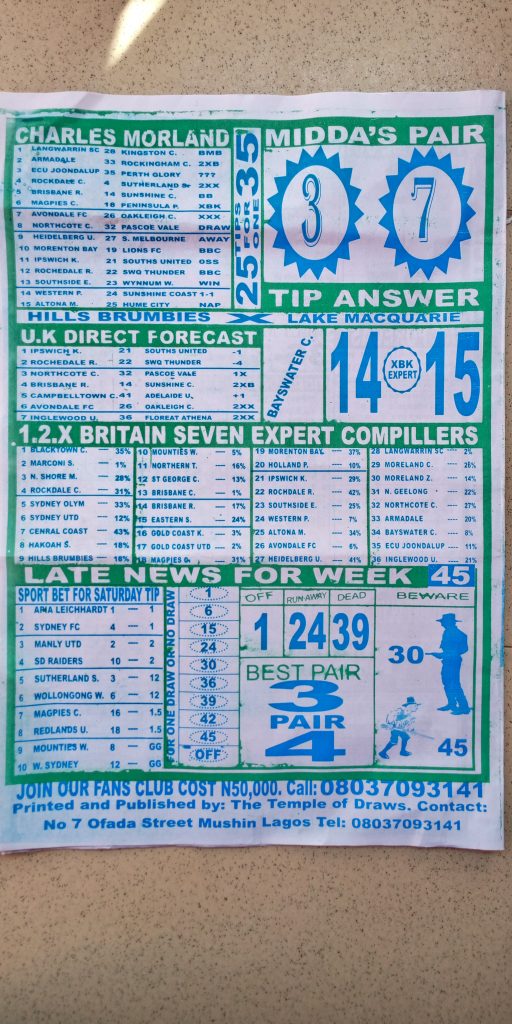 CHARLES MORLAND
1 LANGWARRIN SC 28 KINGSTON C. BMB
2 ARMADALE 33 ROCKINGHAM C. 2XB
3 ECU JOONDALUP 35 PERTH GLORY ???
4 ROCKDALE C. 4 SUTHERLAND S. 2XX
5 BRISBANE R. 14 SUNSHINE C. BB
6 MAGPIES C. 18 PENINSULA P. XBK
7 AVONDALE FC 26 OAKLEIGH C. XXX
8 NORTHCOTE C. 32 PASCOE VALE DRAW
9 HEIDELBERG U. 27 S. MELBOURNE AWAY
10 MORENTON BAY 19 LIONS FC BBC
11 IPSWICH K. 21 SOUTHS UNITED OSS
12 ROCHEDALE R. 22 SWQ THUNDER BBC
13 SOUTHSIDE E. 23 WYNNUM W. WIN
14 WESTERN P. 24 SUNSHINE COAST 1-1
15 ALTONA M. 25 HUME CITY NAP
25 TIPS FOR ONE 35
MIDDA'S PAIR
3 7
TIP ANSWER
HILLS BRUMBIES X LAKE MACQUARIE
U.K DIRECT FORECAST
1 IPSWICH K. 21 SOUTHS UNITED -1
2 ROCHEDALE R. 22 SWQ THUNDER -4
3 NORTHCOTE C. 32 PASCOE VALE 1X
4 BRISBANE R. 14 SUNSHINE C. 2XB
5 CAMPBELLTOWN C. 41 ADELAIDE U. +1
6 AVONDALE FC 26 OAKLEIGH C. 2XX
7 INGLEWOOD U. 36 FLOREAT ATHENA 2XX
BAYSWATER C.
14 XBK EXPERT 15
1.2.X BRITAIN SEVEN EXPERT COMPILLERS
1 BLACKTOWN C. — 35%
2 MARCONI S. — 1%
3 N. SHORE M. — 28%
4 ROCKDALE C. — 31%
5 SYDNEY OLYM — 33%
6 SYDNEY UTD — 12%
7 CENRAL COAST — 43%
8 HAKOAH S — 18%
9 HILLS BRUMBIES — 16%
10 MOUNTIES W. — 5%
11 NORTHERN T. — 16%
12 ST GEORGE C. — 13%
13 BRISBANE C. — 1%
14 BRISBANE R. — 17%
15 EASTERN S. — 24%
16 GOLD COAST K. — 3%
17 GOLD COAST UTD — 2%
18 MAGPIES C. — 31%
19 MORENTON BAY — 37%
20 HOLLAND P. — 10%
21 IPSWICH K. — 29%
22 ROCHEDALE R. — 42%
23 SOUTHSIDE E. — 25%
24 WESTERN P. — 7%
25 ALTONA M. — 34%
26 AVONDALE FC — 6%
27 HEIDELBERG U. — 41%
28 LANGWARRIN SC — 2%
29 MORELAND C. — 26%
30 MORELAND Z. — 14%
31 N. GEELONG — 22%
32 NORTHCOTE C. — 27%
33 ARMADALE — 20%
34 BAYSWATER C. — 8%
35 ECU JOONDALUP — 11%
36 INGLEWOOD U. — 21%
LATE NEWS FOR WEEK 45
SPORT BET FOR SATURDAY TIP
1 APIA LEICHHARDT 1 — 1
2 SYDNEY FC 4 — 1
3 MANLY UTD 2 — 2
4 SD RAIDERS 10 — 2
5 SUTHERLAND S. 3 — 12
6 WOLLONGONG W. 6 — 12
7 MAGPIES C. 16 — 1.5
8 REDLANDS U. 18 — 1.5
9 MOUNTIES W. 8 — GG
10 W. SYDNEY 12 — GG
FOR ONE DRAW OR NO DRAW
1
6
15
24
30
36
39
42
45
OFF
OFF RUN-AWAY DEAD
1 24 39
BEST PAIR
3
PAIR
4
BEWARE
30
45
JOIN OUR FANS CLUB COST N50,000. Call: 08037093141
Printed and Published by: The Temple of Draws. Contact:
No 7 Ofada Street Mushin Lagos Tel: 08037093141